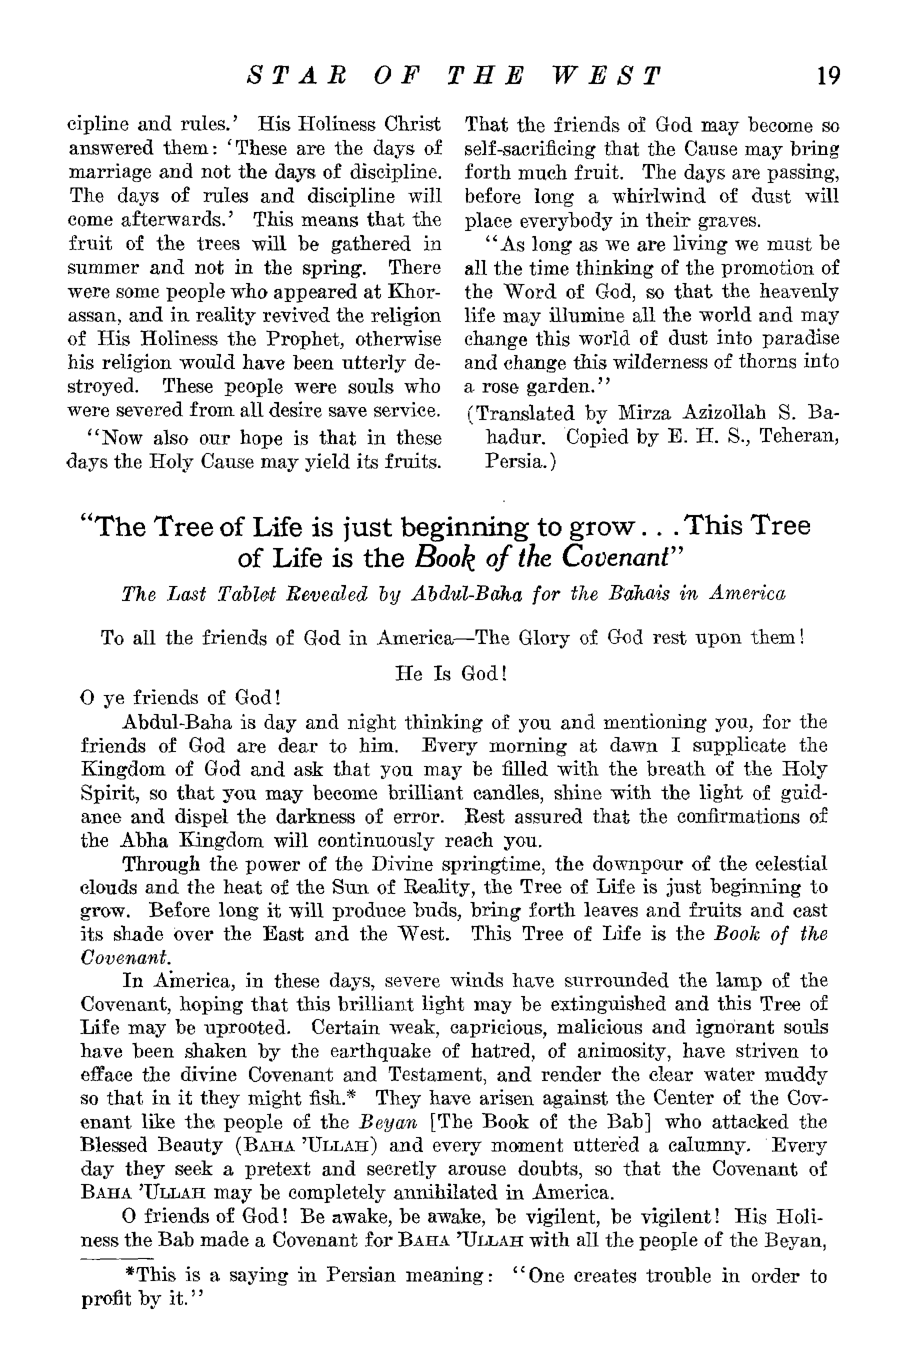 STAR OF THE WEST 19
cipline and rules.' His Holiness Christ
answered them: 'These are the days of
marriage and not the days of discipline.
The days of rules and discipline will
come afterwards.' This means that the
fruit of the trees will be gathered in
summer and not in the spring. There
were some people who appeared at Khor-
assan, and in reality revived the religion
of His Holiness the Prophet, otherwise
his religion would have been utterly de-
stroyed. These people were souls who
were severed from all desire save service.
"Now also our hope is that in these
days the Holy Cause may yield its fruits.
That the friends of God may become so
self-sacrificing that the Cause may bring
forth much fruit. The days are passing,
before long a whirlwind of dust will
place everybody in their graves.
"As long as we are living we must be
all the time thinking of the promotion of
the Word of God, so that the heavenly
life may illumine all the world and may
change this world of dust into paradise
and change this wilderness of thorns into
a rose garden."
(Translated by Mirza Azizollah S. Ba-
hadur. Copied by E. H. S., Teheran,
Persia.)
"The Tree of Life is just beginning to grow . . . This Tree
of Life is the Book of the Covenant"
The Last Tablet Revealed by Abdul-Baha for the Bahais in America
To all the friends of God in America—The Glory of God rest upon them!
He Is God!
O ye friends of God!
Abdul-Baha is day and night thinking of you and mentioning you, for the
friends of God are dear to him. Every morning at dawn I supplicate the
Kingdom of God and ask that you may be filled with the breath of the Holy
Spirit, so that you may become brilliant candles, shine with the light of guid-
ance and dispel the darkness of error. Rest assured that the confirmations of
the Abha Kingdom will continuously reach you.
Through the power of the Divine springtime, the downpour of the celestial
clouds and the heat of the Sun of Reality, the Tree of Life is just beginning to
grow. Before long it will produce buds, bring forth leaves and fruits and cast
its shade over the East and the West. This Tree of Life is the Book of the
Covenant.
In America, in these days, severe winds have surrounded the lamp of the
Covenant, hoping that this brilliant light may be extinguished and this Tree of
Life may be uprooted. Certain weak, capricious, malicious and ignorant souls
have been shaken by the earthquake of hatred, of animosity, have striven to
efface the divine Covenant and Testament, and render the clear water muddy
so that in it they might fish.* They have arisen against the Center of the Cov-
enant like the people of the Beyan [The Book of the Bab] who attacked the
Blessed Beauty (BAHA 'ULLAH) and every moment uttered a calumny. Every
day they seek a pretext and secretly arouse doubts, so that the Covenant of
BAHA 'ULLAH may be completely annihilated in America.
O friends of God! Be awake, be awake, be vigilent, be vigilent! His Holi-
ness the Bab made a Covenant for BAHA 'ULLAH with all the people of the Beyan,
*This is a saying in Persian meaning: "One creates trouble in order to
profit by it."